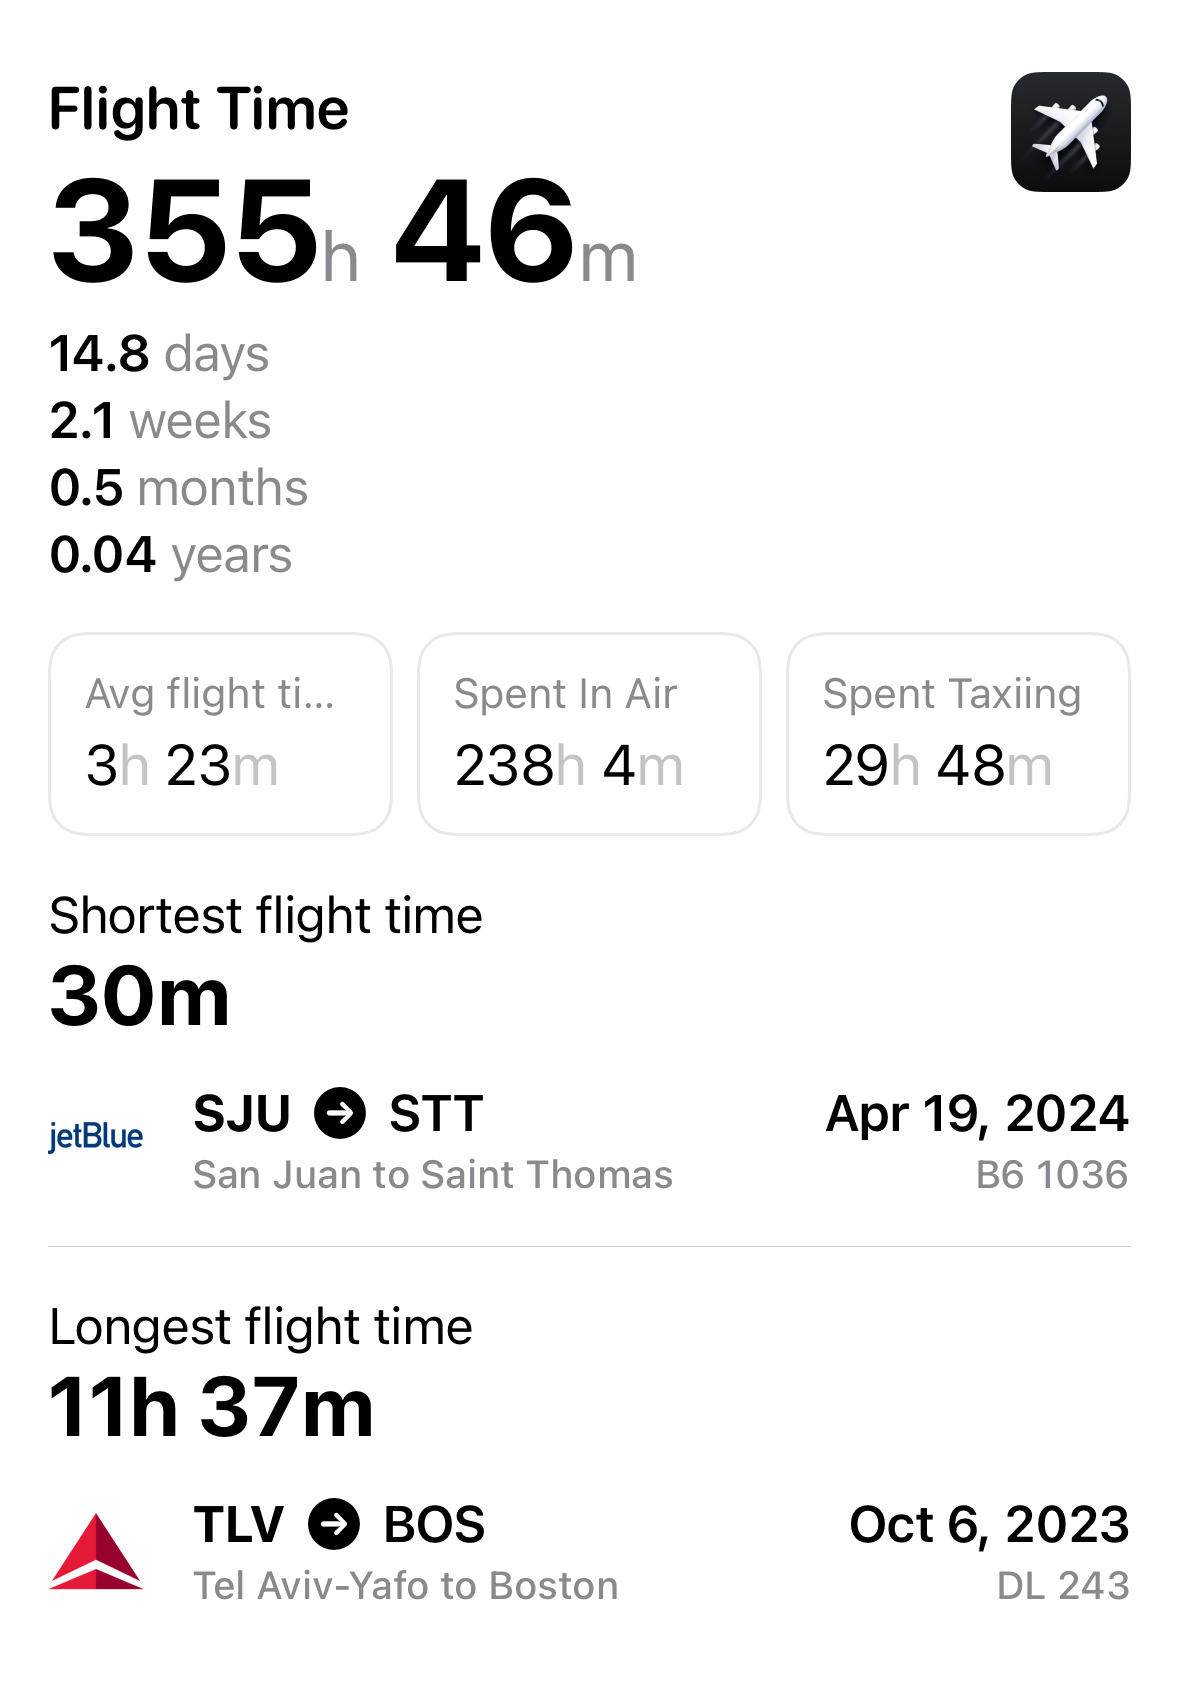 Flight Time
355h 46m
14.8 days
2.1 weeks
0.5 months
0.04 years
Avg flight ti...
3h 23m
Spent In Air
238h 4m
Spent Taxiing
29h 48m
Shortest flight time
30m
jetBlue
SJU → STT
Apr 19, 2024
San Juan to Saint Thomas
B6 1036
Longest flight time
11h 37m
TLV → BOS
Oct 6, 2023
Tel Aviv-Yafo to Boston
DL 243